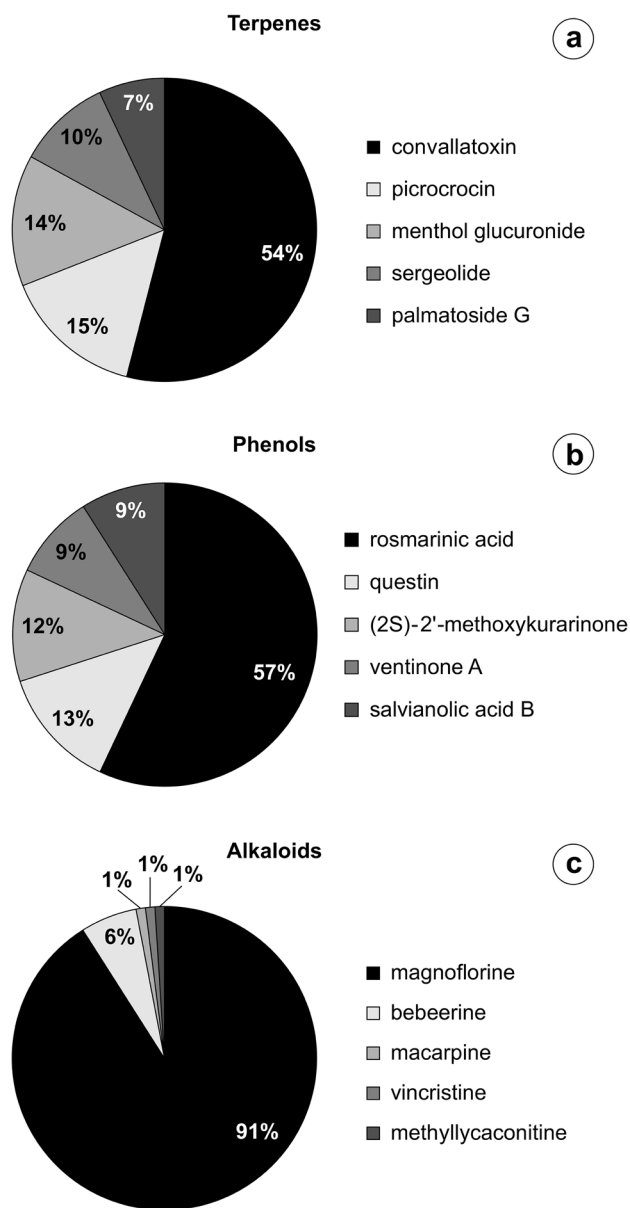 Terpenes
a
7%
10%
14%
54%
15%
convallatoxin
picrocrocin
menthol glucuronide
sergeolide
palmatoside G
Phenols
b
9%
9%
12%
57%
13%
rosmarinic acid
questin
(2S)-2'-methoxykurarinone
ventinone A
salvianolic acid B
Alkaloids
c
1%
1%
1%
6%
91%
magnoflorine
bebeerine
macarpine
vincristine
methyllycaconitine